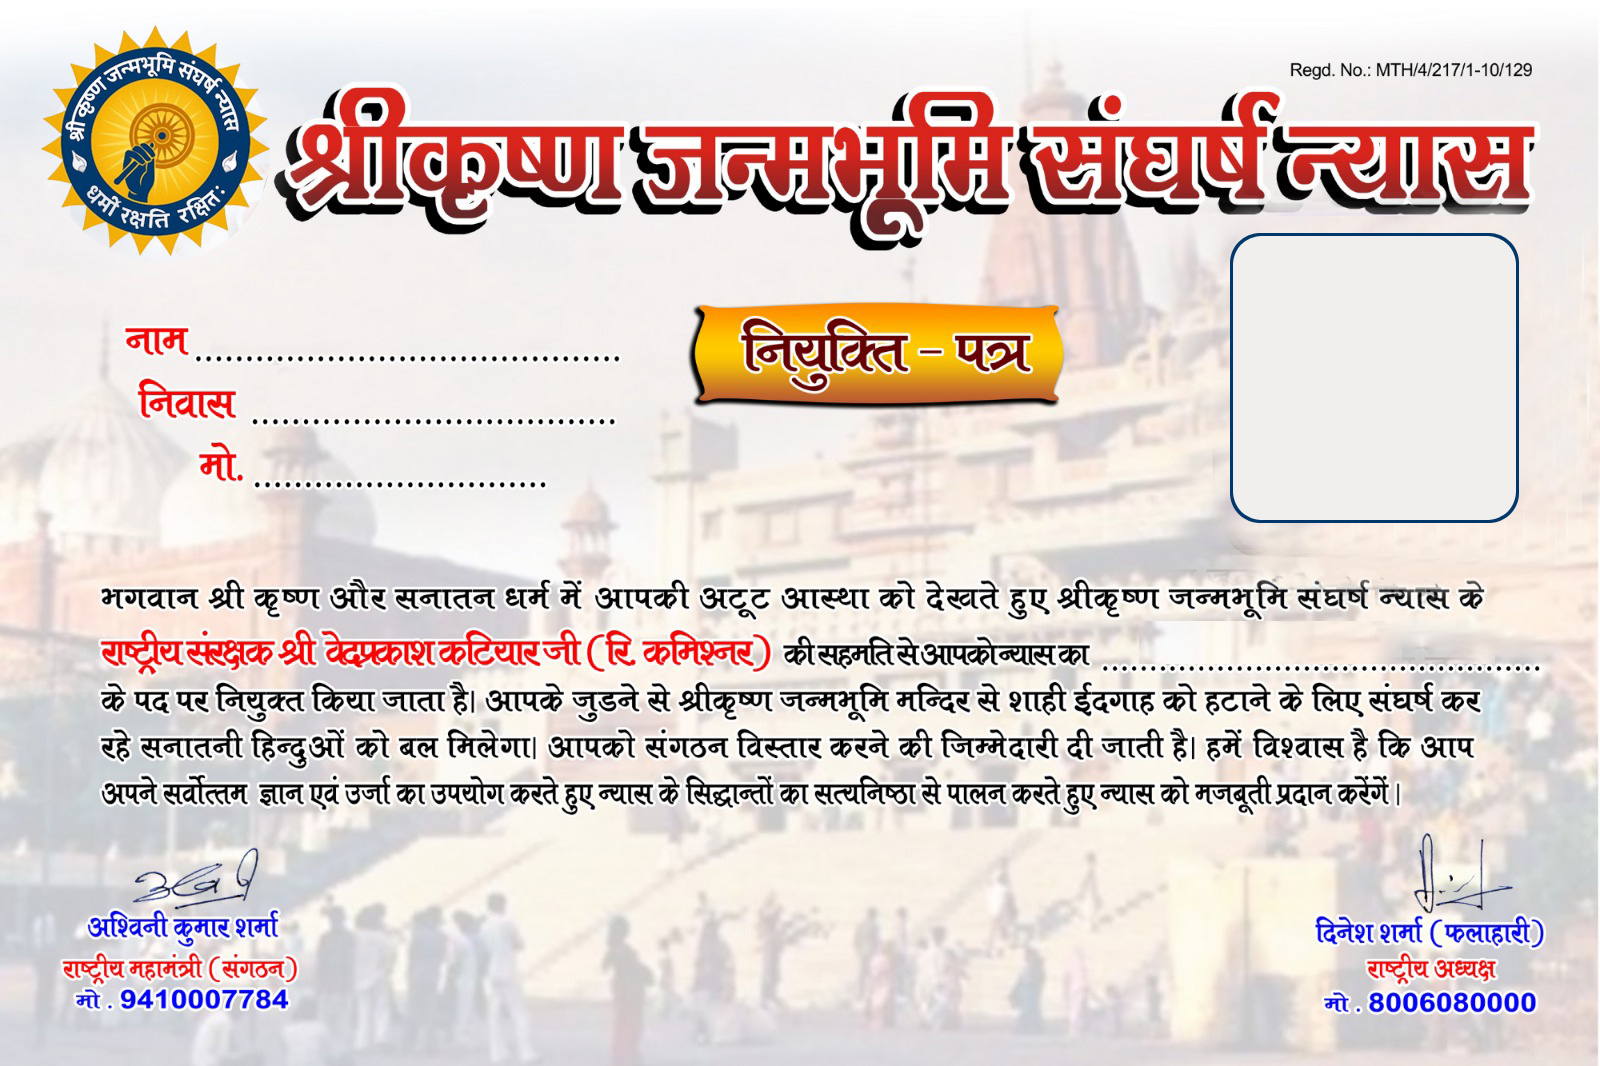 श्री कृष्ण जन्मभूमि संघर्ष न्यास
धर्मो रक्षति रक्षितः
Regd. No.: MTH/4/217/1-10/129
श्रीकृष्ण जन्मभूमि संघर्ष न्यास
नियुक्ति – पत्र
नाम ............................................
निवास .....................................
मो. ..............................
भगवान श्री कृष्ण और सनातन धर्म में आपकी अटूट आस्था को देखते हुए श्रीकृष्ण जन्मभूमि संघर्ष न्यास के
राष्ट्रीय संरक्षक श्री वेदप्रकाश कटियार जी (रि. कमिश्नर) की सहमति से आपको न्यास का .............................................
के पद पर नियुक्त किया जाता है। आपके जुडने से श्रीकृष्ण जन्मभूमि मन्दिर से शाही ईदगाह को हटाने के लिए संघर्ष कर
रहे सनातनी हिन्दुओं को बल मिलेगा। आपको संगठन विस्तार करने की जिम्मेदारी दी जाती है। हमें विश्वास है कि आप
अपने सर्वोत्तम ज्ञान एवं उर्जा का उपयोग करते हुए न्यास के सिद्धान्तों का सत्यनिष्ठा से पालन करते हुए न्यास को मजबूती प्रदान करेंगें।
अश्विनी कुमार शर्मा
राष्ट्रीय महामंत्री (संगठन)
मो . 9410007784
दिनेश शर्मा (फलाहारी)
राष्ट्रीय अध्यक्ष
मो . 8006080000